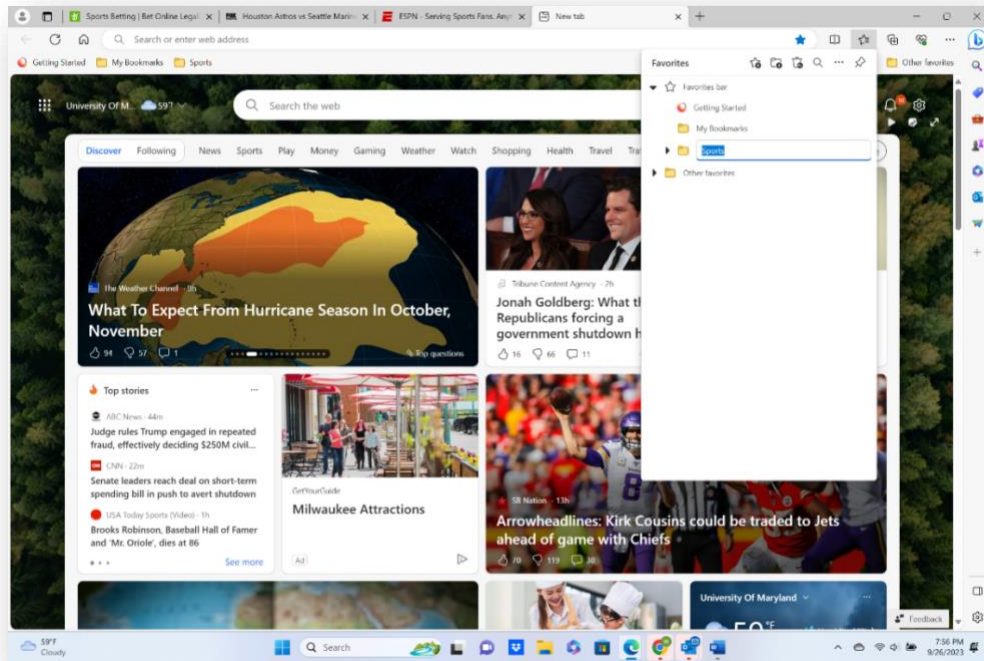 Sports Betting | Bet Online Legal
Houston Astros vs Seattle Marin
ESPN - Serving Sports Fans. Any
New tab
Search or enter web address
Getting Started
My Bookmarks
Sports
Other favorites
University Of M...
59°
Search the web
Discover
Following
News
Sports
Play
Money
Gaming
Weather
Watch
Shopping
Health
Travel
Favorites
Favorites bar
Getting Started
My Bookmarks
Sports
Other favorites
The Weather Channel
What To Expect From Hurricane Season In October,
November
94
57
1
Top questions
Tribune Content Agency · 2h
Jonah Goldberg: What th
Republicans forcing a
government shutdown h
16
66
11
Top stories
ABC News · 44m
Judge rules Trump engaged in repeated
fraud, effectively deciding $250M civil...
CNN · 22m
Senate leaders reach deal on short-term
spending bill in push to avert shutdown
USA Today Sports (Video) · 1h
Brooks Robinson, Baseball Hall of Famer
and 'Mr. Oriole', dies at 86
See more
GetYourGuide
Milwaukee Attractions
Ad
SB Nation · 13h
Arrowheadlines: Kirk Cousins could be traded to Jets
ahead of game with Chiefs
70
119
30
University Of Maryland
Feedback
59°F
Cloudy
Search
7:56 PM
9/26/2023